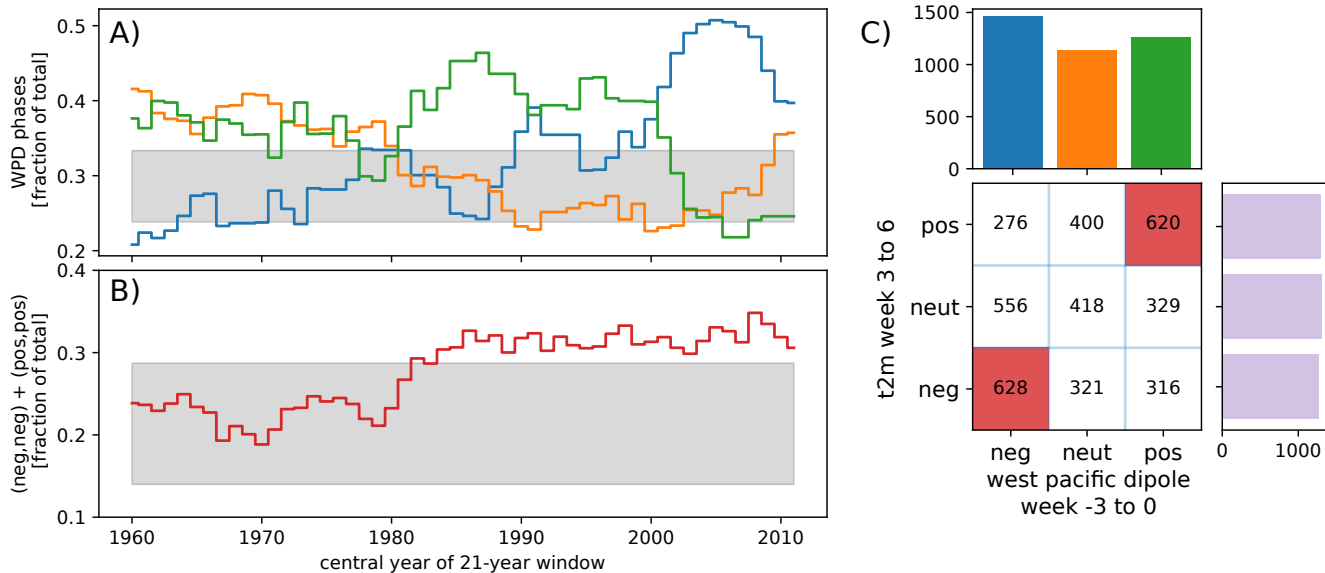 A)
WPD phases
[fraction of total]
0.5
0.4
0.3
0.2
B)
(neg,neg) + (pos,pos)
[fraction of total]
0.4
0.3
0.2
0.1
1960 1970 1980 1990 2000 2010
central year of 21-year window
C)
1500
1000
500
0
t2m week 3 to 6
pos 276 400 620
neut 556 418 329
neg 628 321 316
neg neut pos
west pacific dipole
week -3 to 0
0 1000